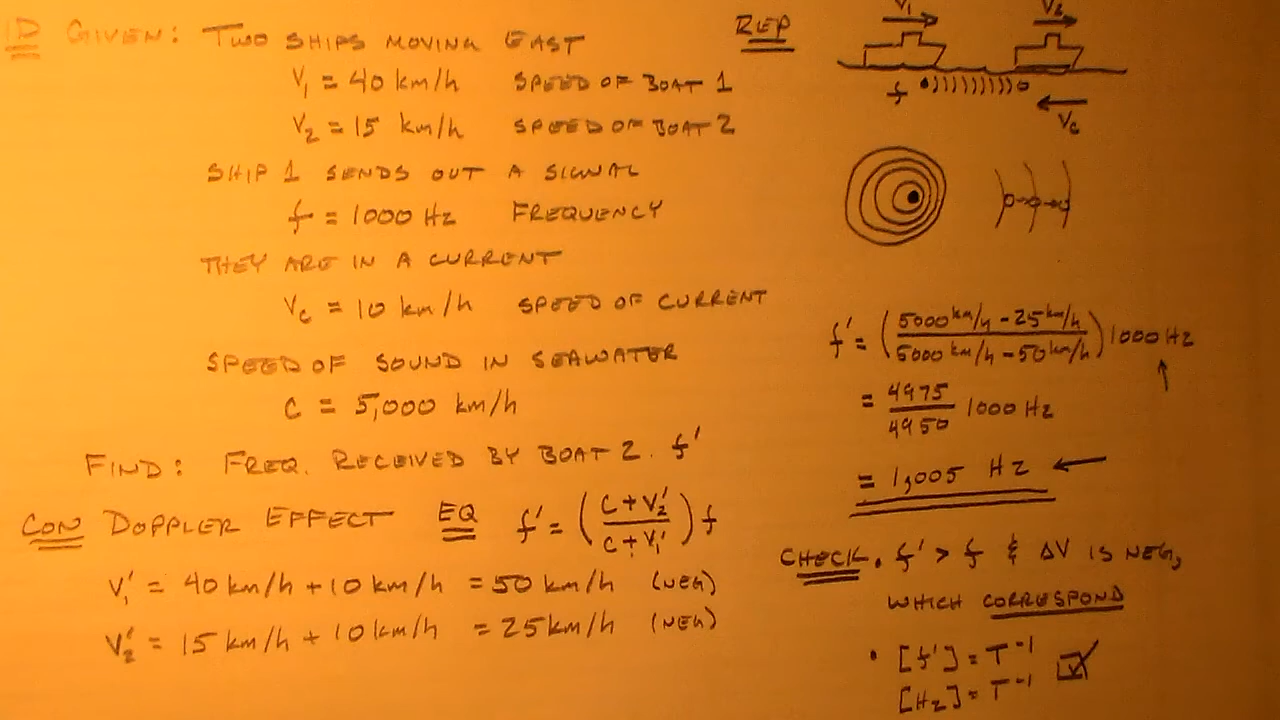 ID GIVEN: TWO SHIPS MOVING EAST
V₁ = 40 km/h SPEED OF BOAT 1
V₂ = 15 km/h SPEED OF BOAT 2
SHIP 1 SENDS OUT A SIGNAL
f = 1000 Hz FREQUENCY
THEY ARE IN A CURRENT
V_c = 10 km/h SPEED OF CURRENT
SPEED OF SOUND IN SEAWATER
C = 5,000 km/h
FIND: FREQ. RECEIVED BY BOAT 2. f'
CON DOPPLER EFFECT EQ f' = ((C + V₂')/(C + V₁')) f
V₁' = 40 km/h + 10 km/h = 50 km/h (NEG)
V₂' = 15 km/h + 10 km/h = 25 km/h (NEG)
REP
V₁ V₂
f
V_c
f' = ((5000 km/h - 25 km/h)/(5000 km/h - 50 km/h)) 1000 Hz
= 4975/4950 1000 Hz
= 1,005 Hz
CHECK. f' > f & ΔV IS NEG,
WHICH CORRESPOND
• [f'] = T⁻¹
[Hz] = T⁻¹